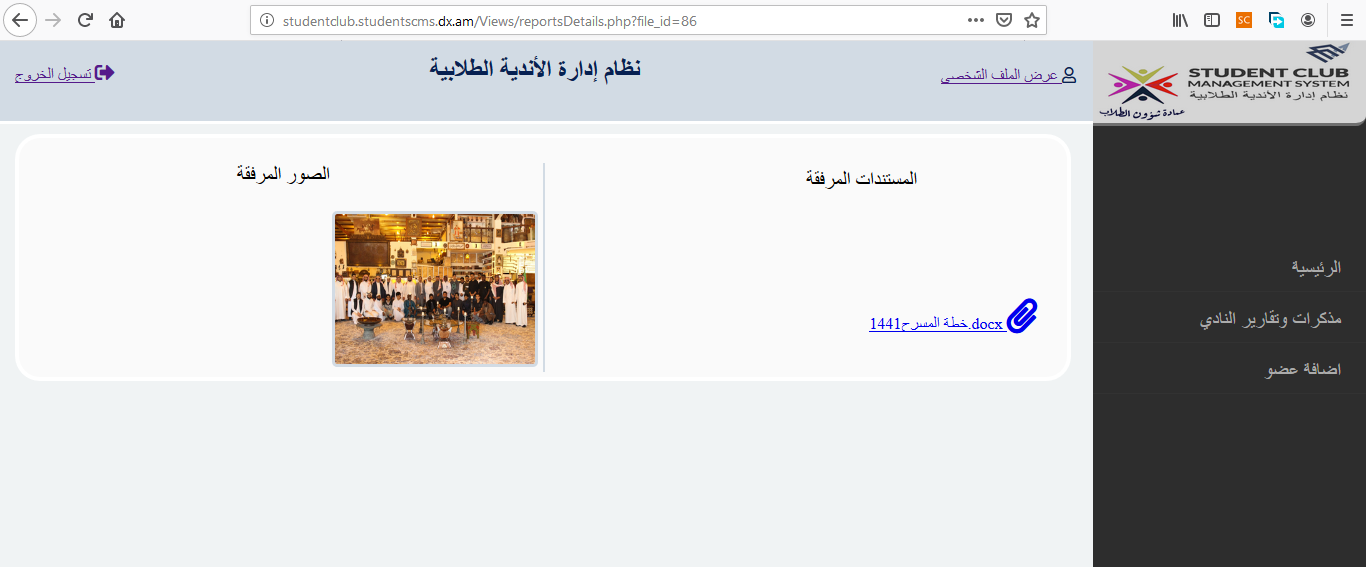 studentclub.studentscms.dx.am/Views/reportsDetails.php?file_id=86
SC
STUDENT CLUB
MANAGEMENT SYSTEM
نظام إدارة الأندية الطلابية
عمادة شؤون الطلاب
عرض الملف الشخصي
نظام إدارة الأندية الطلابية
تسجيل الخروج
الرئيسية
مذكرات وتقارير النادي
اضافة عضو
المستندات المرفقة
خطة المسرح1441.docx
الصور المرفقة